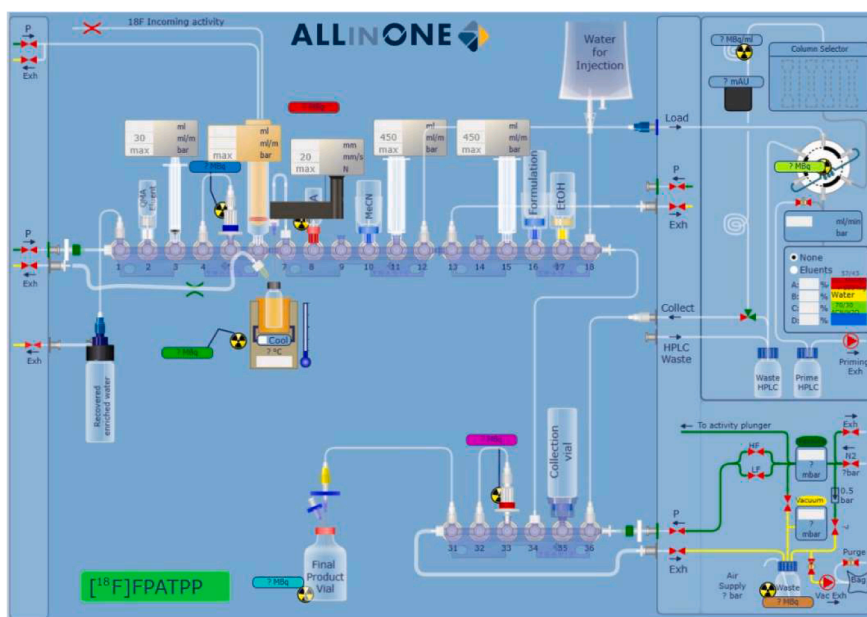 P
Exh
18F Incoming activity
ALLINONE
Water
for
Injection
? MBq/ml
? mAU
Column Selector
30
max
ml
ml/m
bar
max
ml
ml/m
bar
? MBq
20
max
mm
mm/s
N
450
max
ml
ml/m
bar
450
max
ml
ml/m
bar
Load
? MBq
MeCN
Formulation
EtOH
P
Exh
ml/min
bar
P
Exh
1
2
3
4
7
8
9
10
11
12
13
14
15
16
17
18
None
Eluents
A:
%
B:
%
Water
C:
%
D:
%
Collect
HPLC
Waste
Exh
? MBq
Cool
? °C
Recovered
enriched water
Waste
HPLC
Prime
HPLC
Priming
Exh
To activity plunger
Exh
HF
LF
N2
?bar
?
mbar
0.5
bar
Vacuum
?
mbar
? MBq
Collection
vial
P
Exh
31
32
33
34
35
36
[18F]FPATPP
? MBq
Final
Product
Vial
Air
Supply
? bar
Waste
? MBq
Vac Exh
Purge
Bag